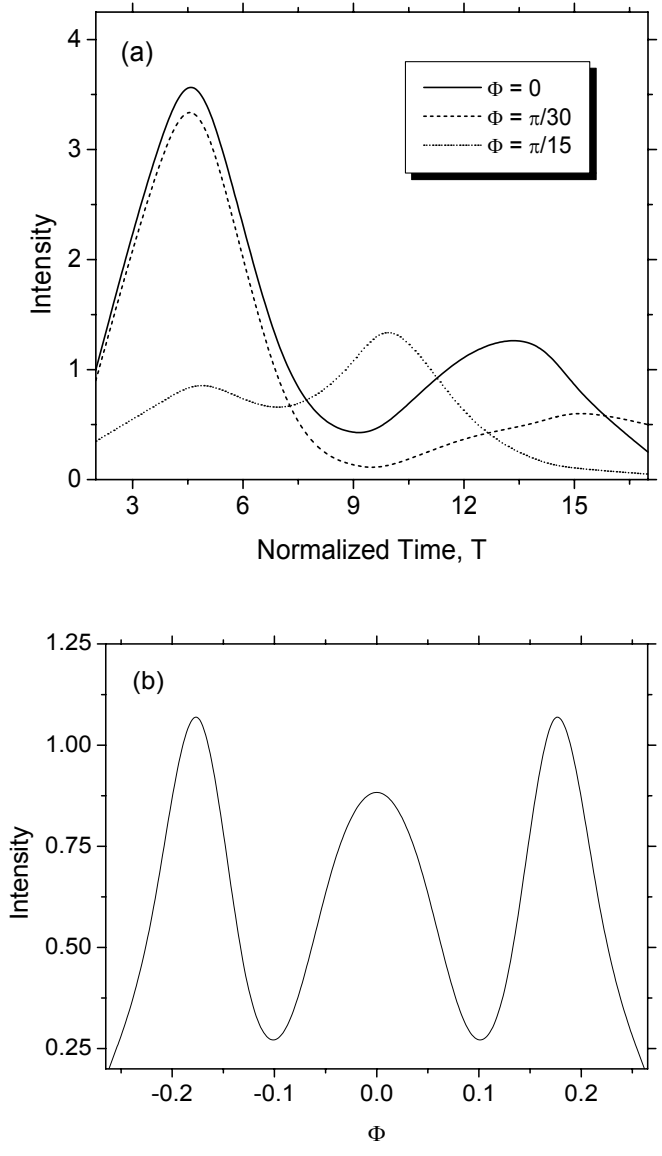 (a)
Φ = 0
Φ = π/30
Φ = π/15
4
3
2
1
0
Intensity
3 6 9 12 15
Normalized Time, T
(b)
1.25
1.00
0.75
0.50
0.25
Intensity
-0.2 -0.1 0.0 0.1 0.2
Φ